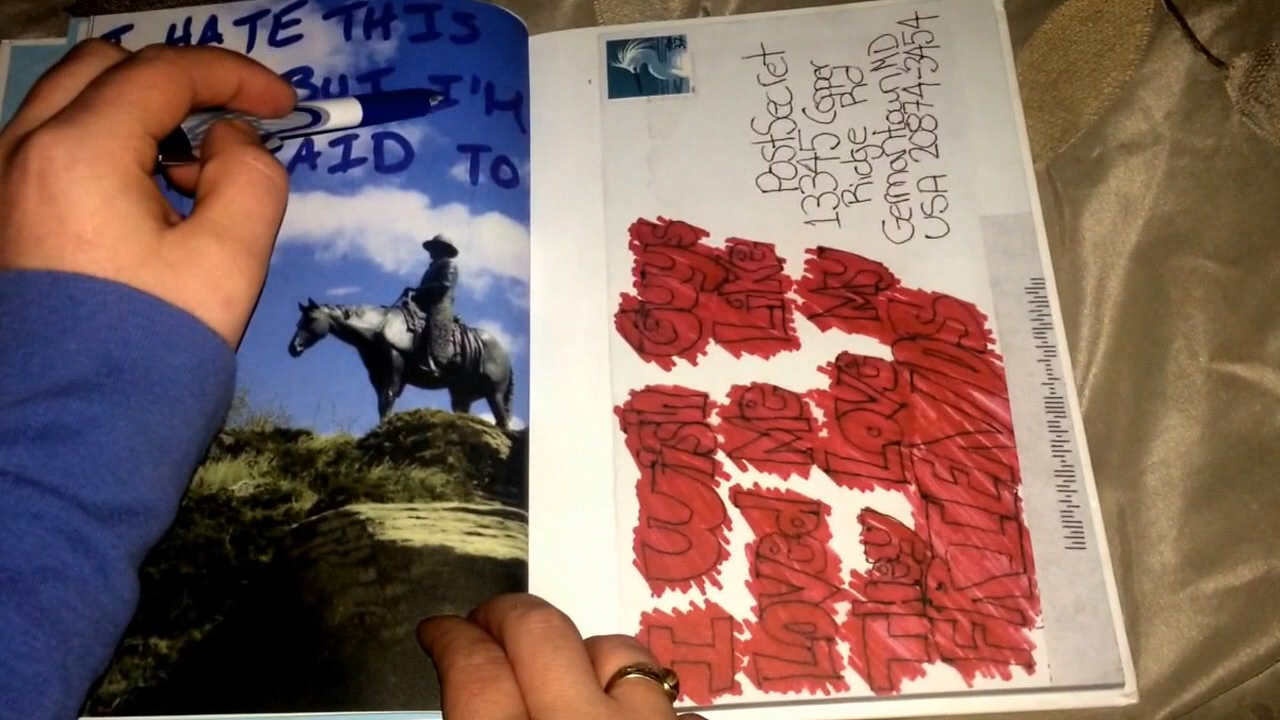 I HATE THIS
BUT I'M
AID TO
PostSecret
13345 Copper
Ridge Rd
Germantown MD
USA 20874-3454
I Wish Guys
Loved Me Like
They Love My
FRIENDS